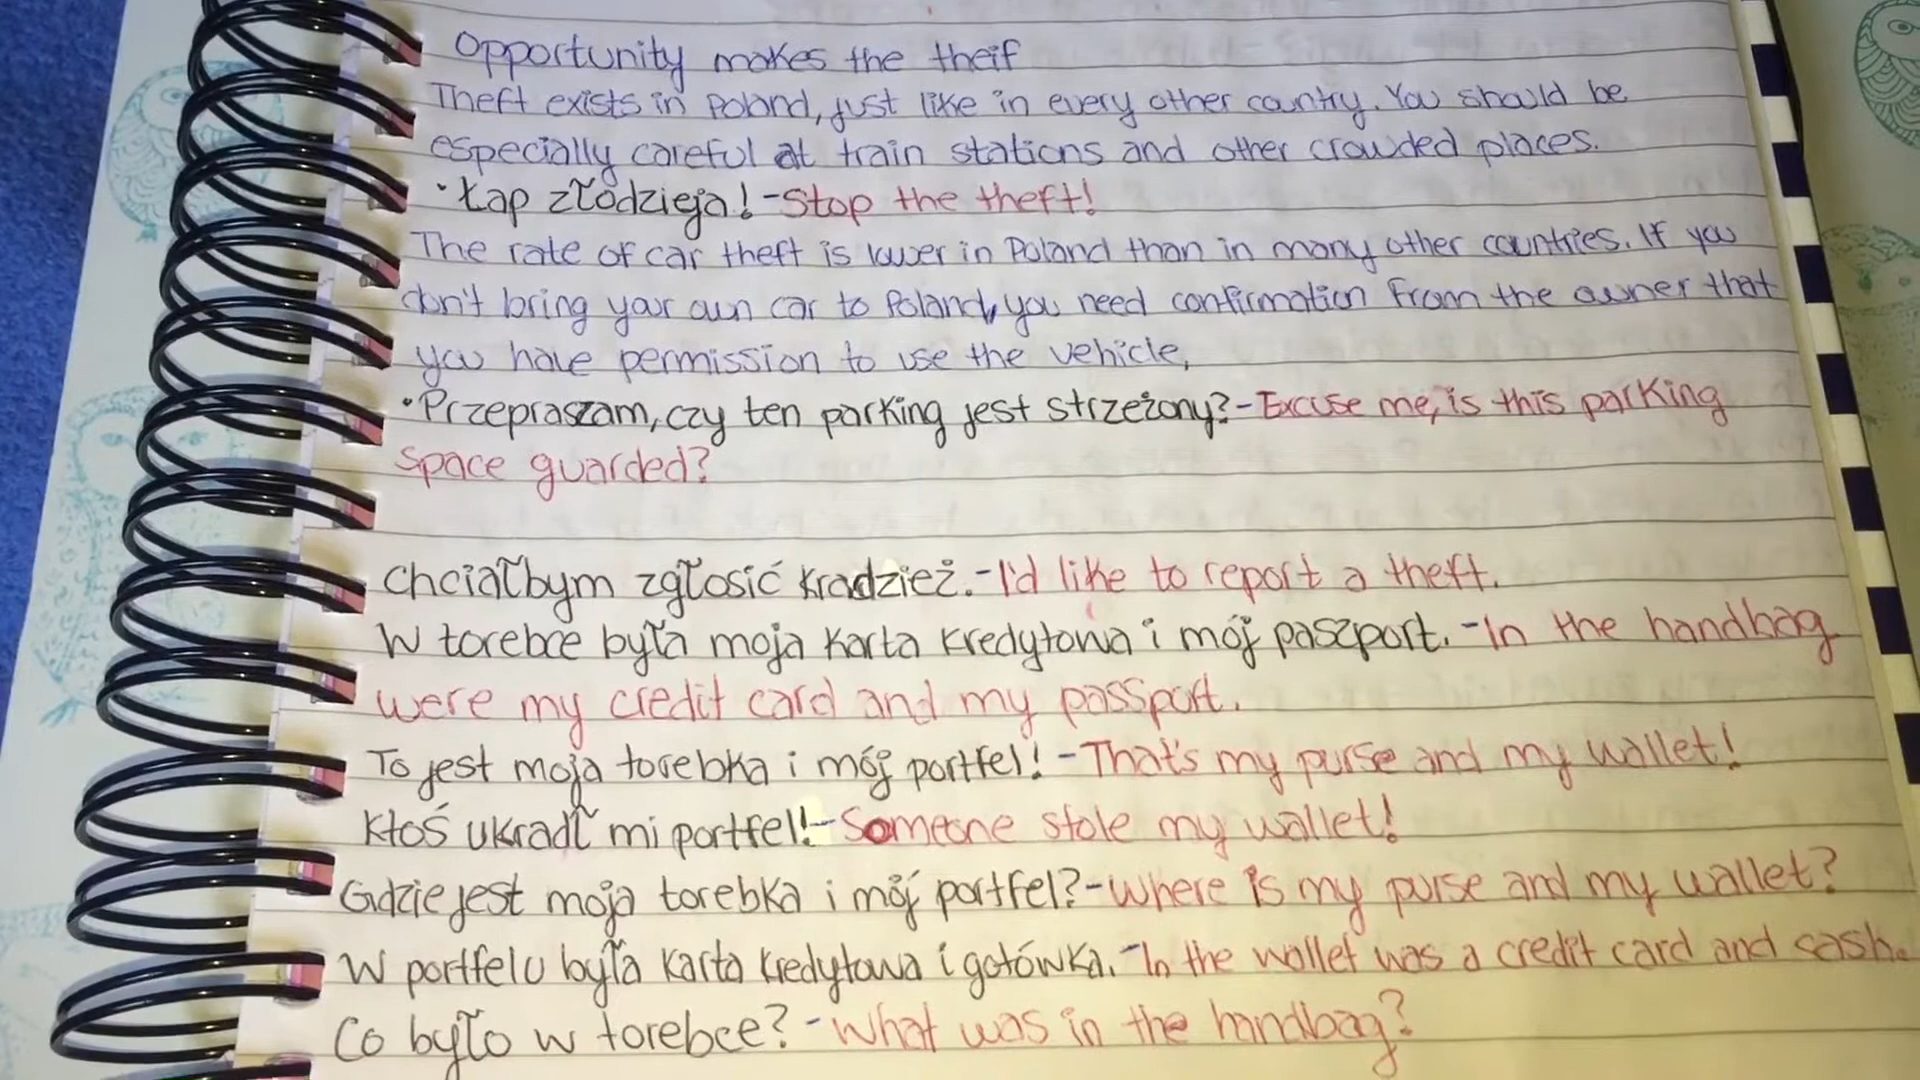 Opportunity makes the theif
Theft exists in Poland, just like in every other country. You should be
especially careful at train stations and other crowded places.
• Łap złodzieja! - Stop the theft!
The rate of car theft is lower in Poland than in many other countries. If you
don't bring your own car to Poland, you need confirmation from the owner that
you have permission to use the vehicle,
• Przepraszam, czy ten parking jest strzeżony? - Excuse me, is this parking
space guarded?
Chciałbym zgłosić kradzież. - I'd like to report a theft.
W torebce była moja karta kredytowa i mój paszport. - In the handbag
were my credit card and my passport.
To jest moja torebka i mój portfel! - That's my purse and my wallet!
Ktoś ukradł mi portfel! - Someone stole my wallet!
Gdzie jest moja torebka i mój portfel? - Where is my purse and my wallet?
W portfelu była karta kredytowa i gotówka. - In the wallet was a credit card and cash.
Co było w torebce? - What was in the handbag?